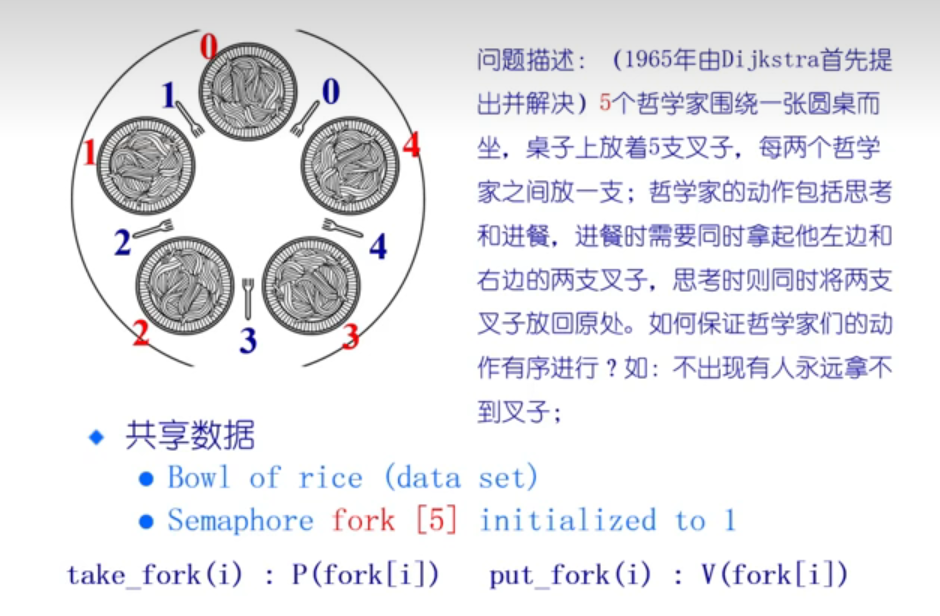 0
1
0
1
4
2
4
2
3
3
问题描述：（1965年由Dijkstra首先提
出并解决）5个哲学家围绕一张圆桌而
坐，桌子上放着5支叉子，每两个哲学
家之间放一支；哲学家的动作包括思考
和进餐，进餐时需要同时拿起他左边和
右边的两支叉子，思考时则同时将两支
叉子放回原处。如何保证哲学家们的动
作有序进行？如：不出现有人永远拿不
到叉子；
共享数据
Bowl of rice (data set)
Semaphore fork [5] initialized to 1
take_fork(i) : P(fork[i]) put_fork(i) : V(fork[i])